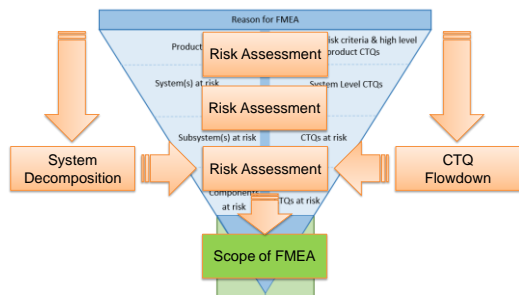 Reason for FMEA
Product
Risk Assessment
isk criteria & high level
product CTQs
System(s) at risk
System Level CTQs
Risk Assessment
Subsystem(s) at risk
CTQs at risk
System
Decomposition
Risk Assessment
CTQ
Flowdown
Components
at risk
TQs at risk
Scope of FMEA